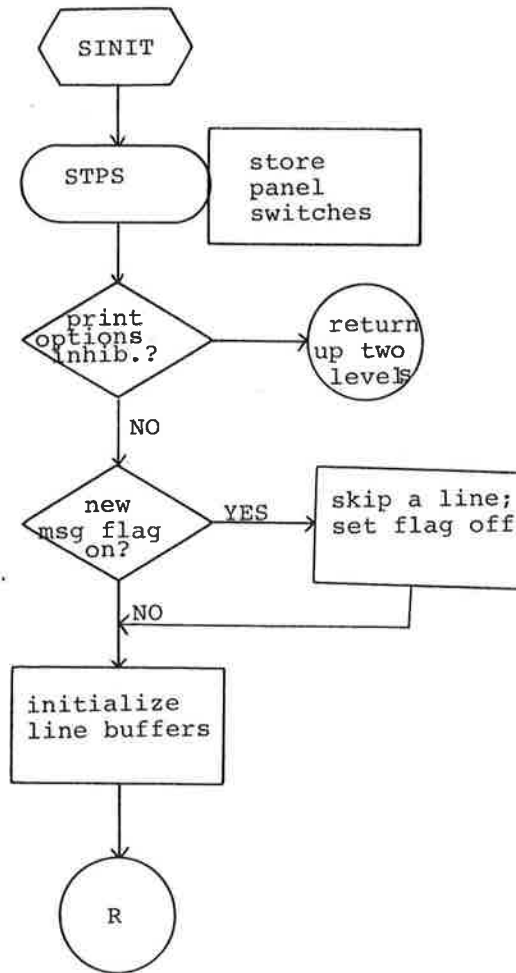 SINIT
STPS
store
panel
switches
print
options
inhib.?
return
up two
levels
NO
new
msg flag
on?
YES
skip a line;
set flag off
NO
initialize
line buffers
R